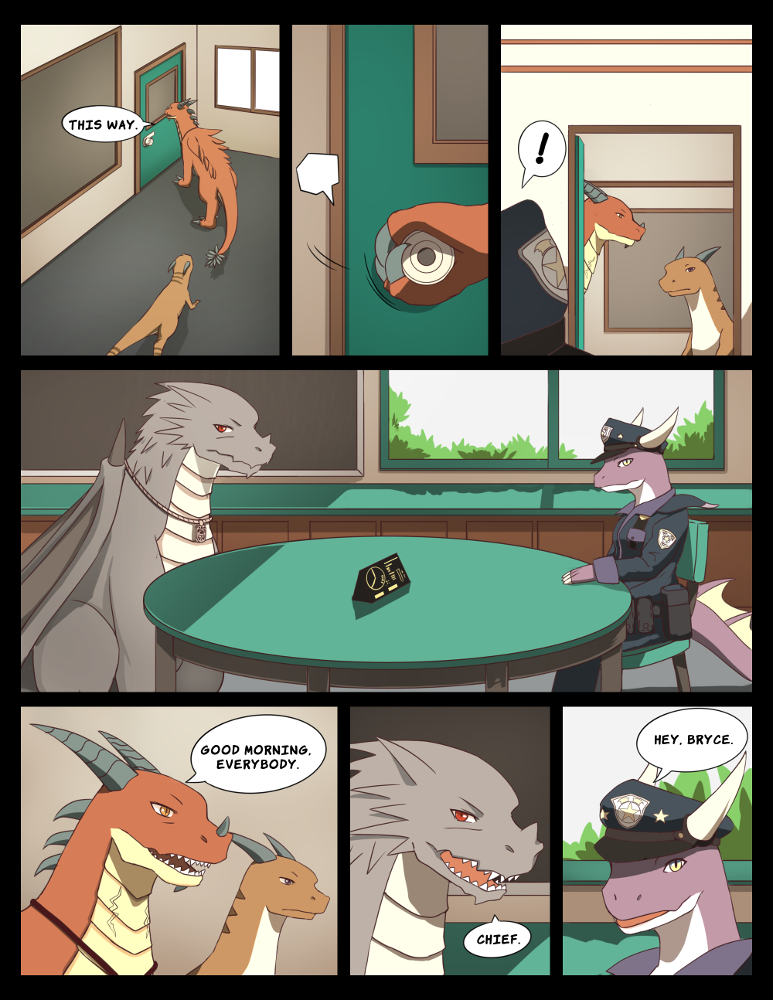 THIS WAY.
!
GOOD MORNING,
EVERYBODY.
CHIEF.
HEY, BRYCE.